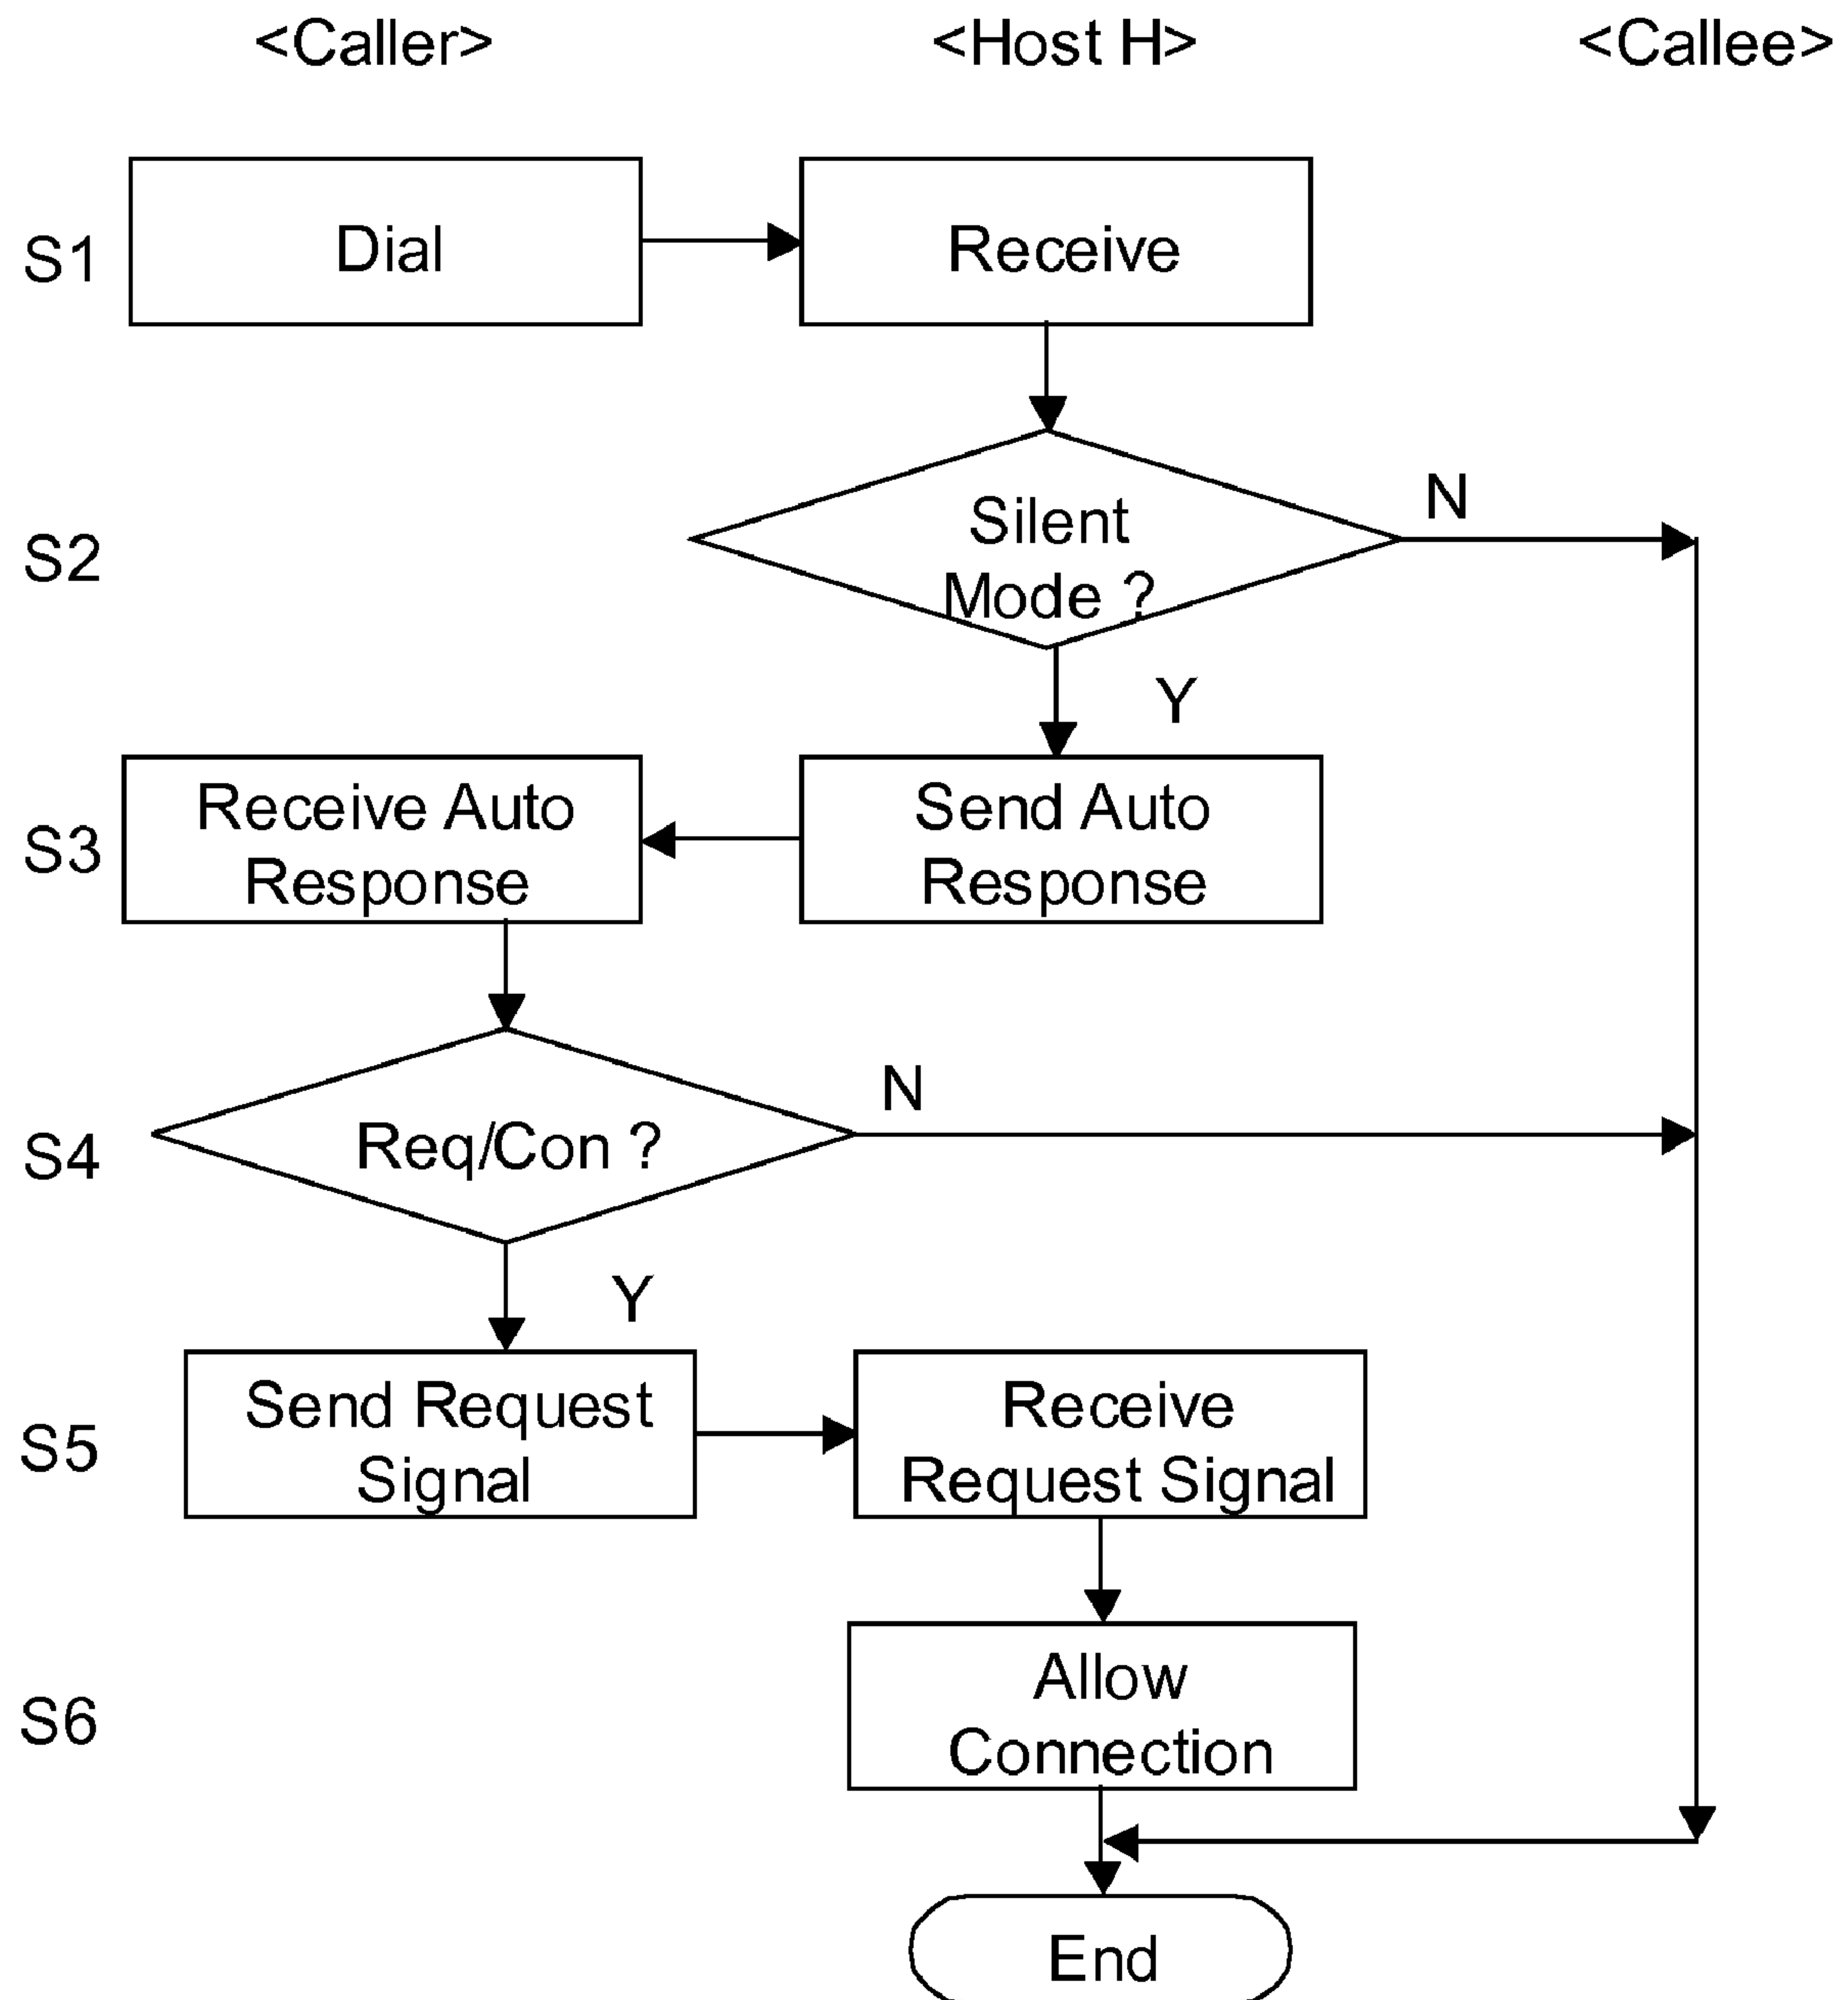 <Caller>
<Host H>
<Callee>
S1
Dial
Receive
S2
Silent
Mode ?
N
Y
S3
Receive Auto
Response
Send Auto
Response
S4
Req/Con ?
N
Y
S5
Send Request
Signal
Receive
Request Signal
S6
Allow
Connection
End